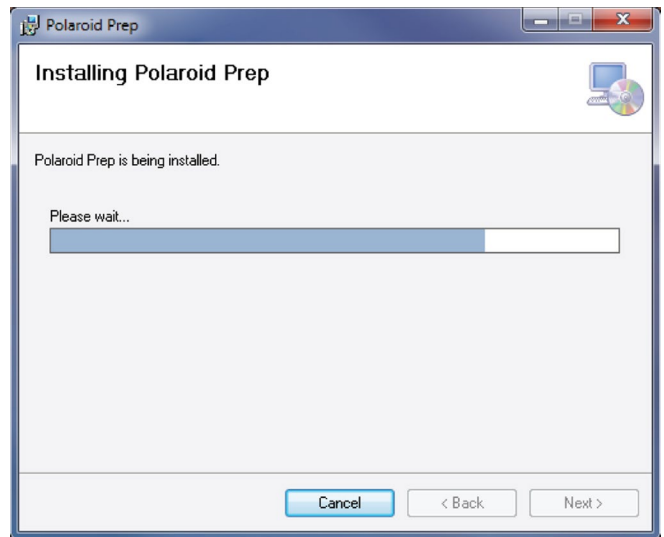 Polaroid Prep
Installing Polaroid Prep
Polaroid Prep is being installed.
Please wait...
Cancel
< Back
Next >